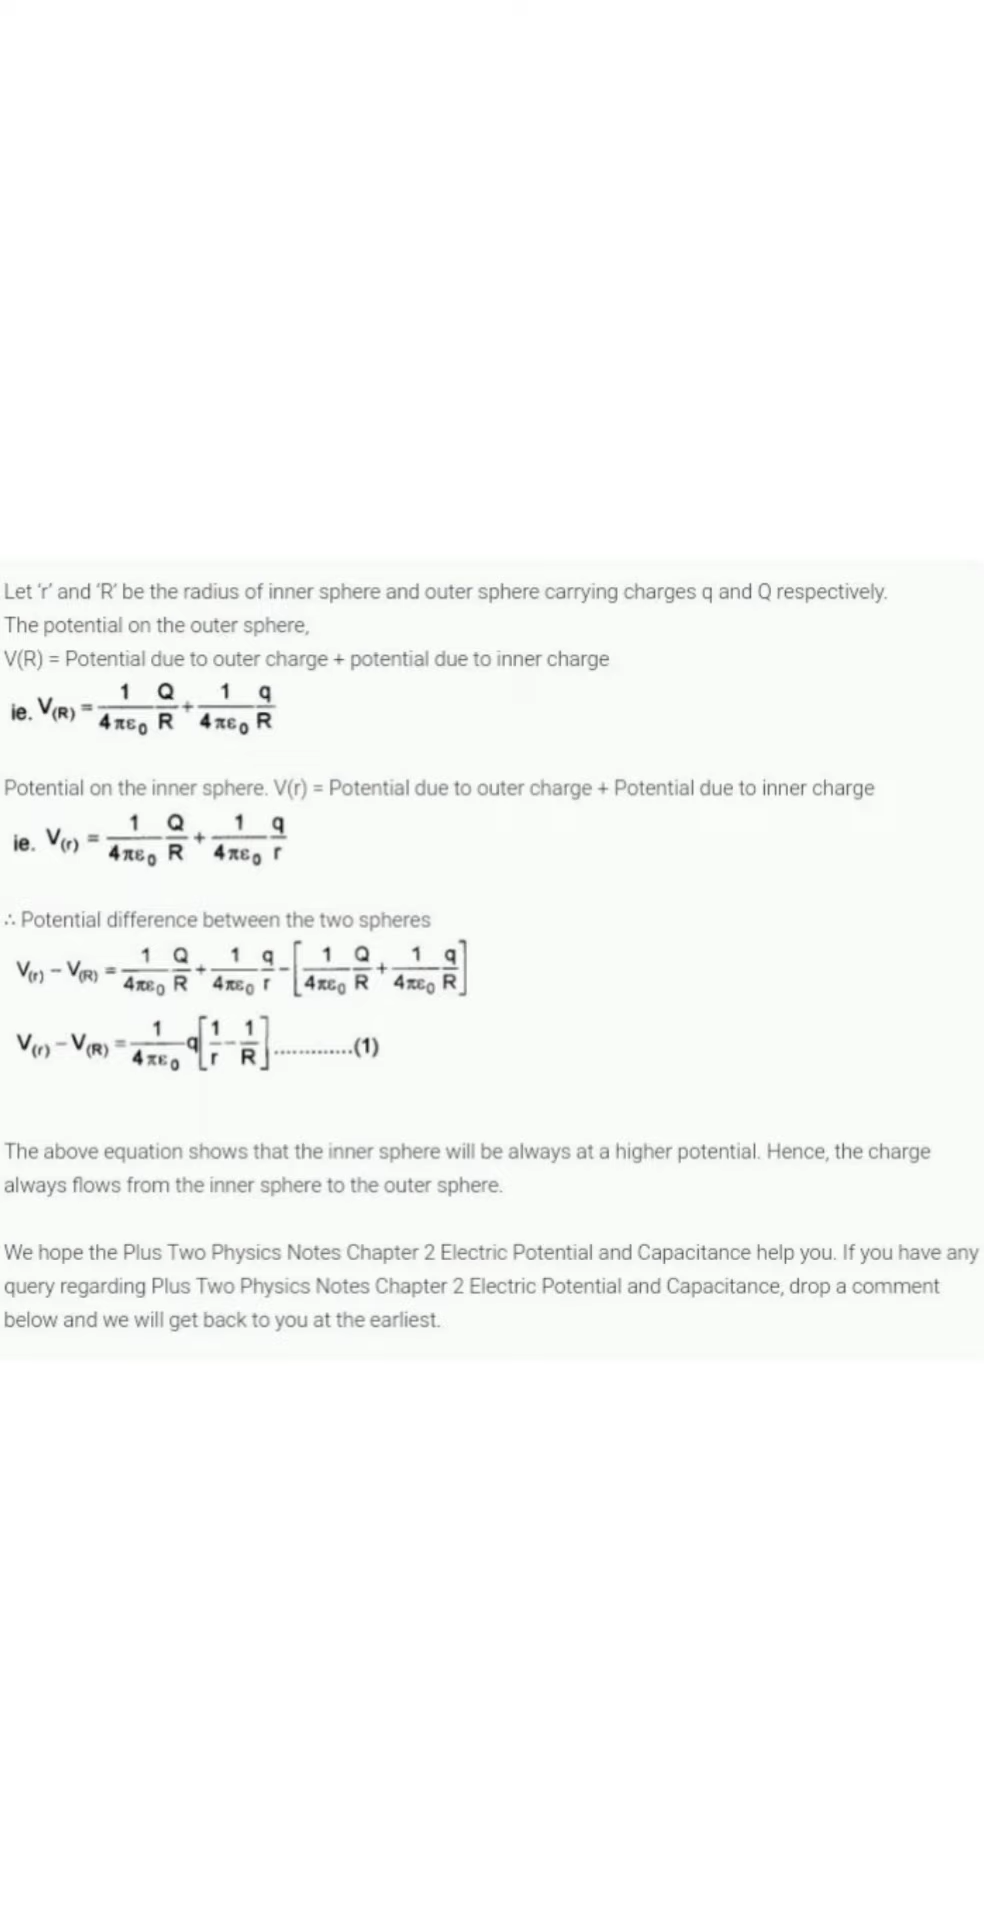 Let ‘r’ and ‘R’ be the radius of inner sphere and outer sphere carrying charges q and Q respectively.
The potential on the outer sphere,
V(R) = Potential due to outer charge + potential due to inner charge
ie. V(R) = 1/4πε0 Q/R + 1/4πε0 q/R
Potential on the inner sphere. V(r) = Potential due to outer charge + Potential due to inner charge
ie. V(r) = 1/4πε0 Q/R + 1/4πε0 q/r
∴ Potential difference between the two spheres
V(r) − V(R) = 1/4πε0 Q/R + 1/4πε0 q/r − [1/4πε0 Q/R + 1/4πε0 q/R]
V(r) − V(R) = 1/4πε0 q[1/r − 1/R].............(1)
The above equation shows that the inner sphere will be always at a higher potential. Hence, the charge
always flows from the inner sphere to the outer sphere.
We hope the Plus Two Physics Notes Chapter 2 Electric Potential and Capacitance help you. If you have any
query regarding Plus Two Physics Notes Chapter 2 Electric Potential and Capacitance, drop a comment
below and we will get back to you at the earliest.